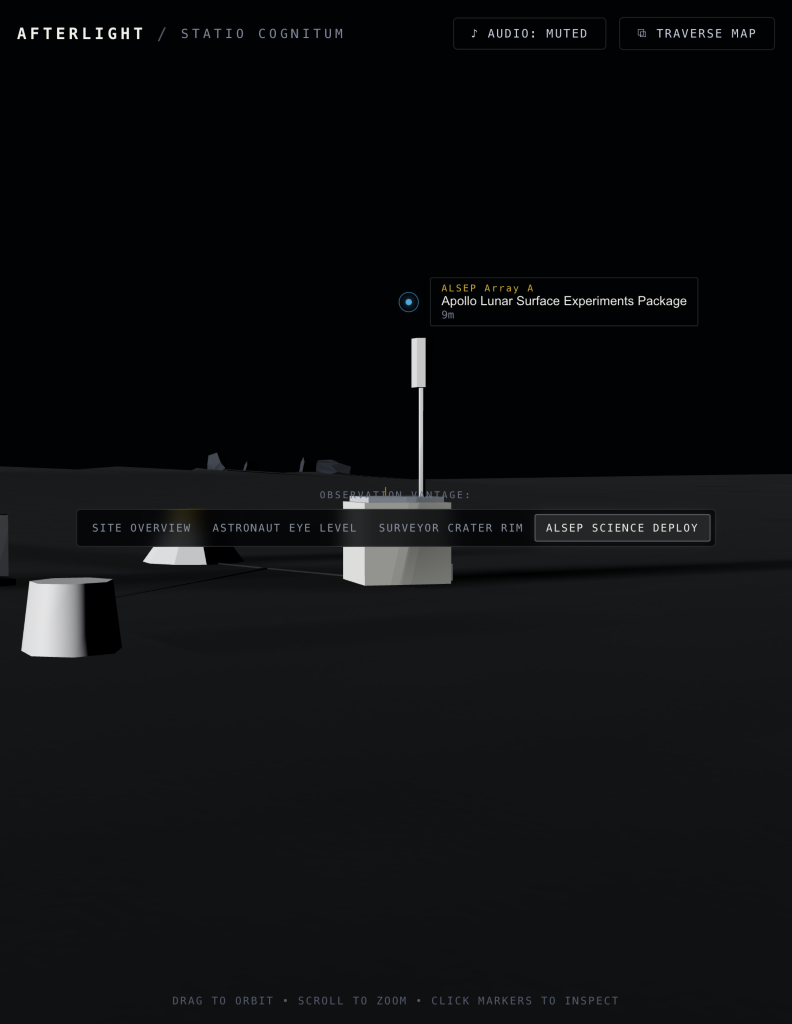 AFTERLIGHT / STATIO COGNITUM
♪ AUDIO: MUTED
TRAVERSE MAP
ALSEP Array A
Apollo Lunar Surface Experiments Package
9m
OBSERVATION VANTAGE:
SITE OVERVIEW ASTRONAUT EYE LEVEL SURVEYOR CRATER RIM ALSEP SCIENCE DEPLOY
DRAG TO ORBIT • SCROLL TO ZOOM • CLICK MARKERS TO INSPECT